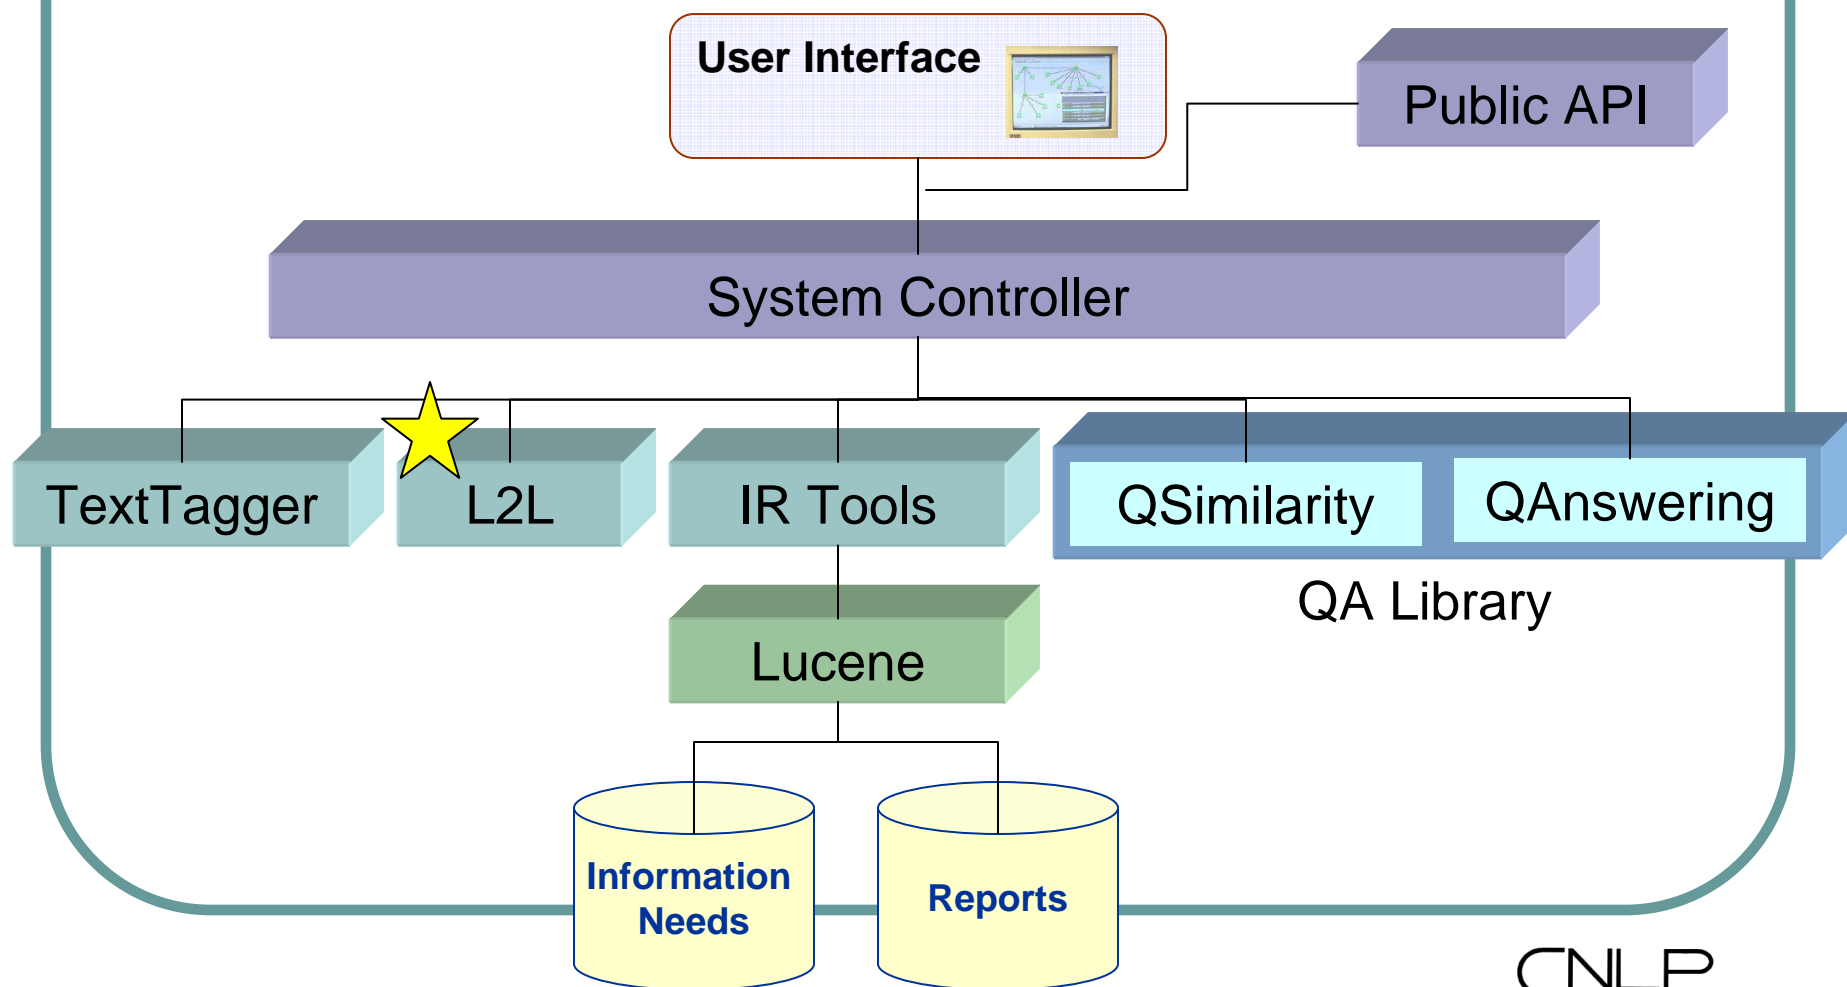 User Interface
Public API
System Controller
TextTagger
L2L
IR Tools
QSimilarity
QAnswering
QA Library
Lucene
Information
Needs
Reports
CNLP